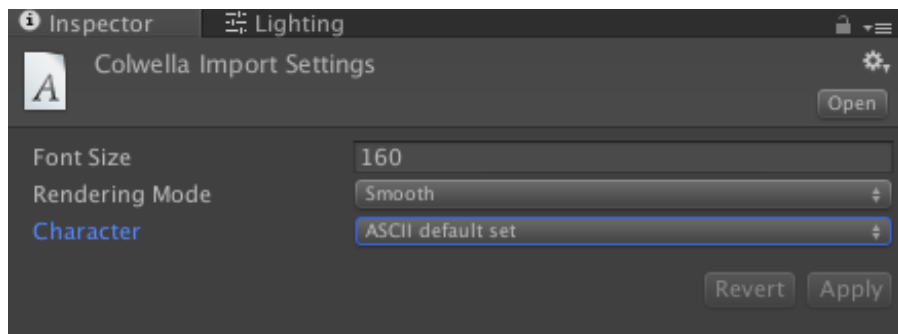 Inspector Lighting
Colwella Import Settings
Open
Font Size 160
Rendering Mode Smooth
Character ASCII default set
Revert Apply